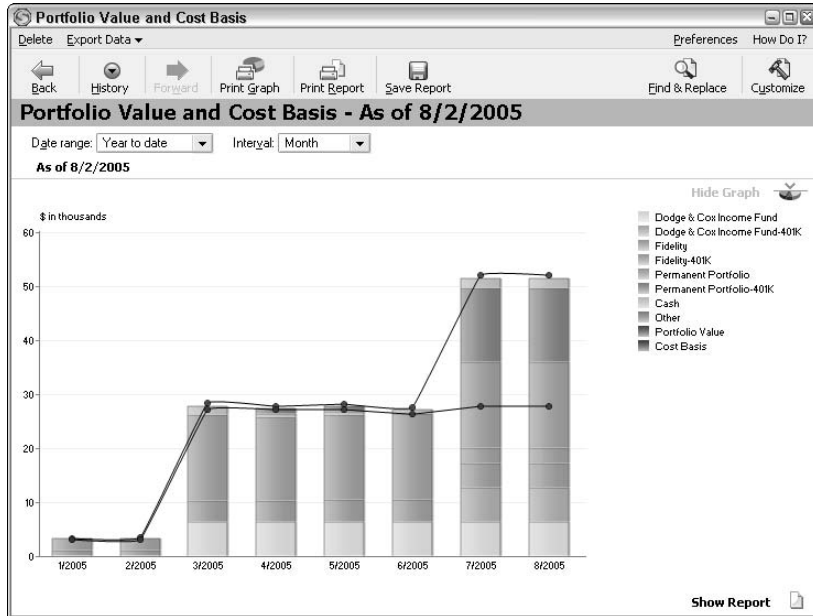 Portfolio Value and Cost Basis
Delete Export Data Preferences How Do I?
Back History Forward Print Graph Print Report Save Report Find & Replace Customize
Portfolio Value and Cost Basis - As of 8/2/2005
Date range: Year to date Interval: Month
As of 8/2/2005
Hide Graph
$ in thousands
60
50
40
30
20
10
0
1/2005 2/2005 3/2005 4/2005 5/2005 6/2005 7/2005 8/2005
Dodge & Cox Income Fund
Dodge & Cox Income Fund-401K
Fidelity
Fidelity-401K
Permanent Portfolio
Permanent Portfolio-401K
Cash
Other
Portfolio Value
Cost Basis
Show Report